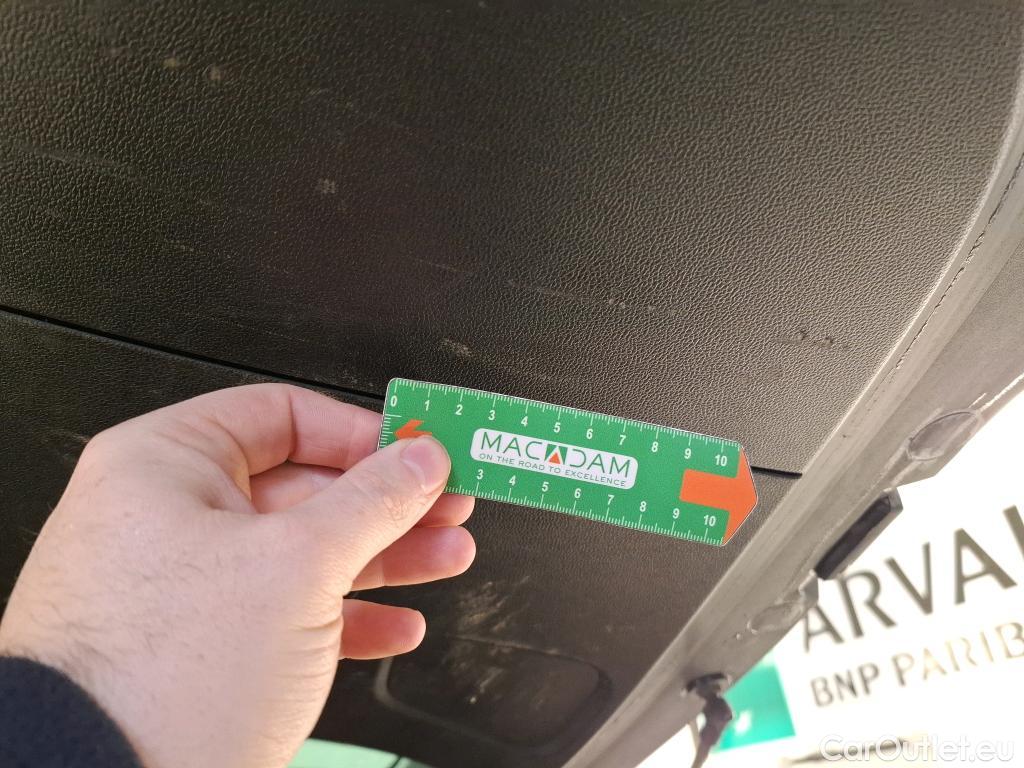 0 1 2 3 4 5 6 7 8 9 10
MACADAM
ON THE ROAD TO EXCELLENCE
3 4 5 6 7 8 9 10
ARVAL
BNP PARIB
CarOutlet.eu